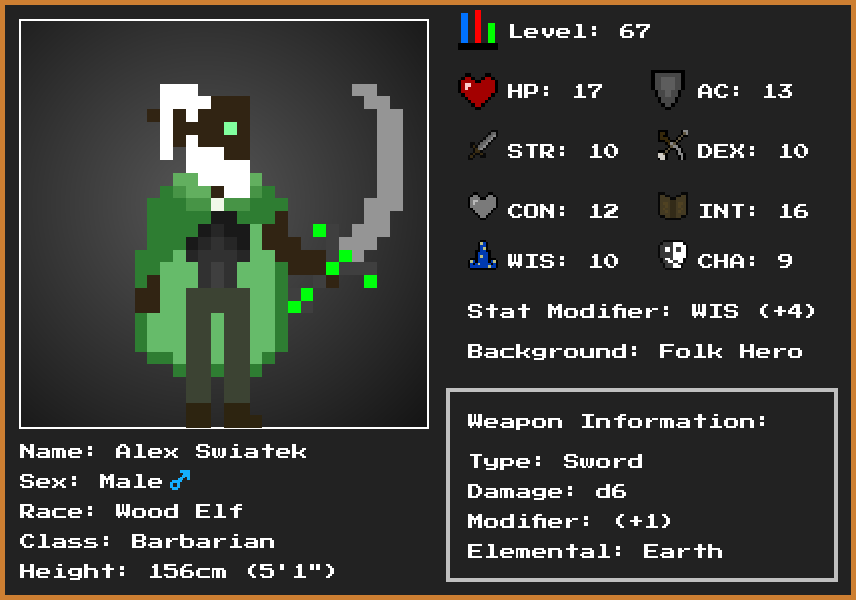 Level: 67
HP: 17 AC: 13
STR: 10 DEX: 10
CON: 12 INT: 16
WIS: 10 CHA: 9
Stat Modifier: WIS (+4)
Background: Folk Hero
Weapon Information:
Type: Sword
Damage: d6
Modifier: (+1)
Elemental: Earth
Name: Alex Swiatek
Sex: Male ♂
Race: Wood Elf
Class: Barbarian
Height: 156cm (5'1")